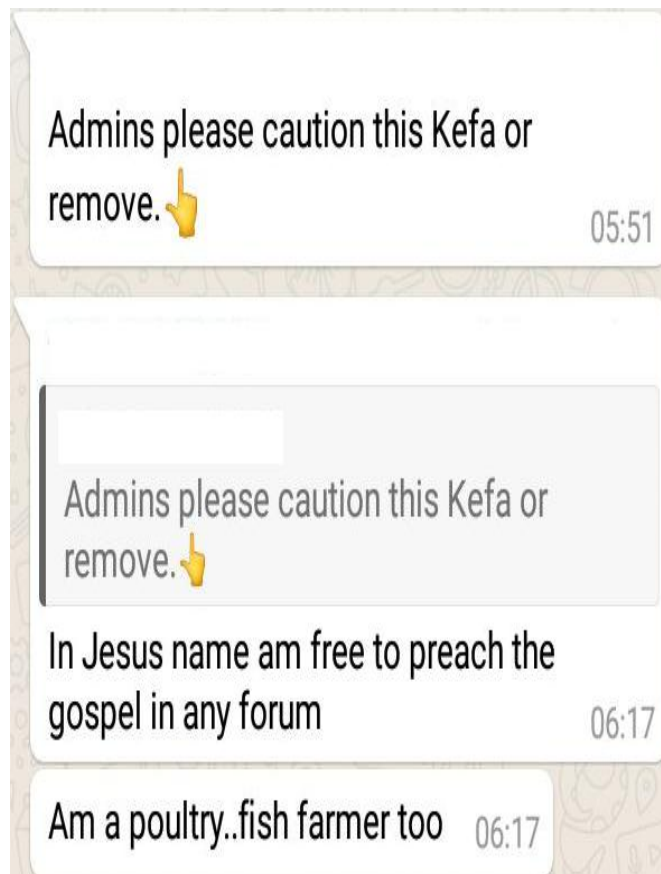 Admins please caution this Kefa or
remove.👆
05:51
Admins please caution this Kefa or
remove.👆
In Jesus name am free to preach the
gospel in any forum
06:17
Am a poultry..fish farmer too 06:17